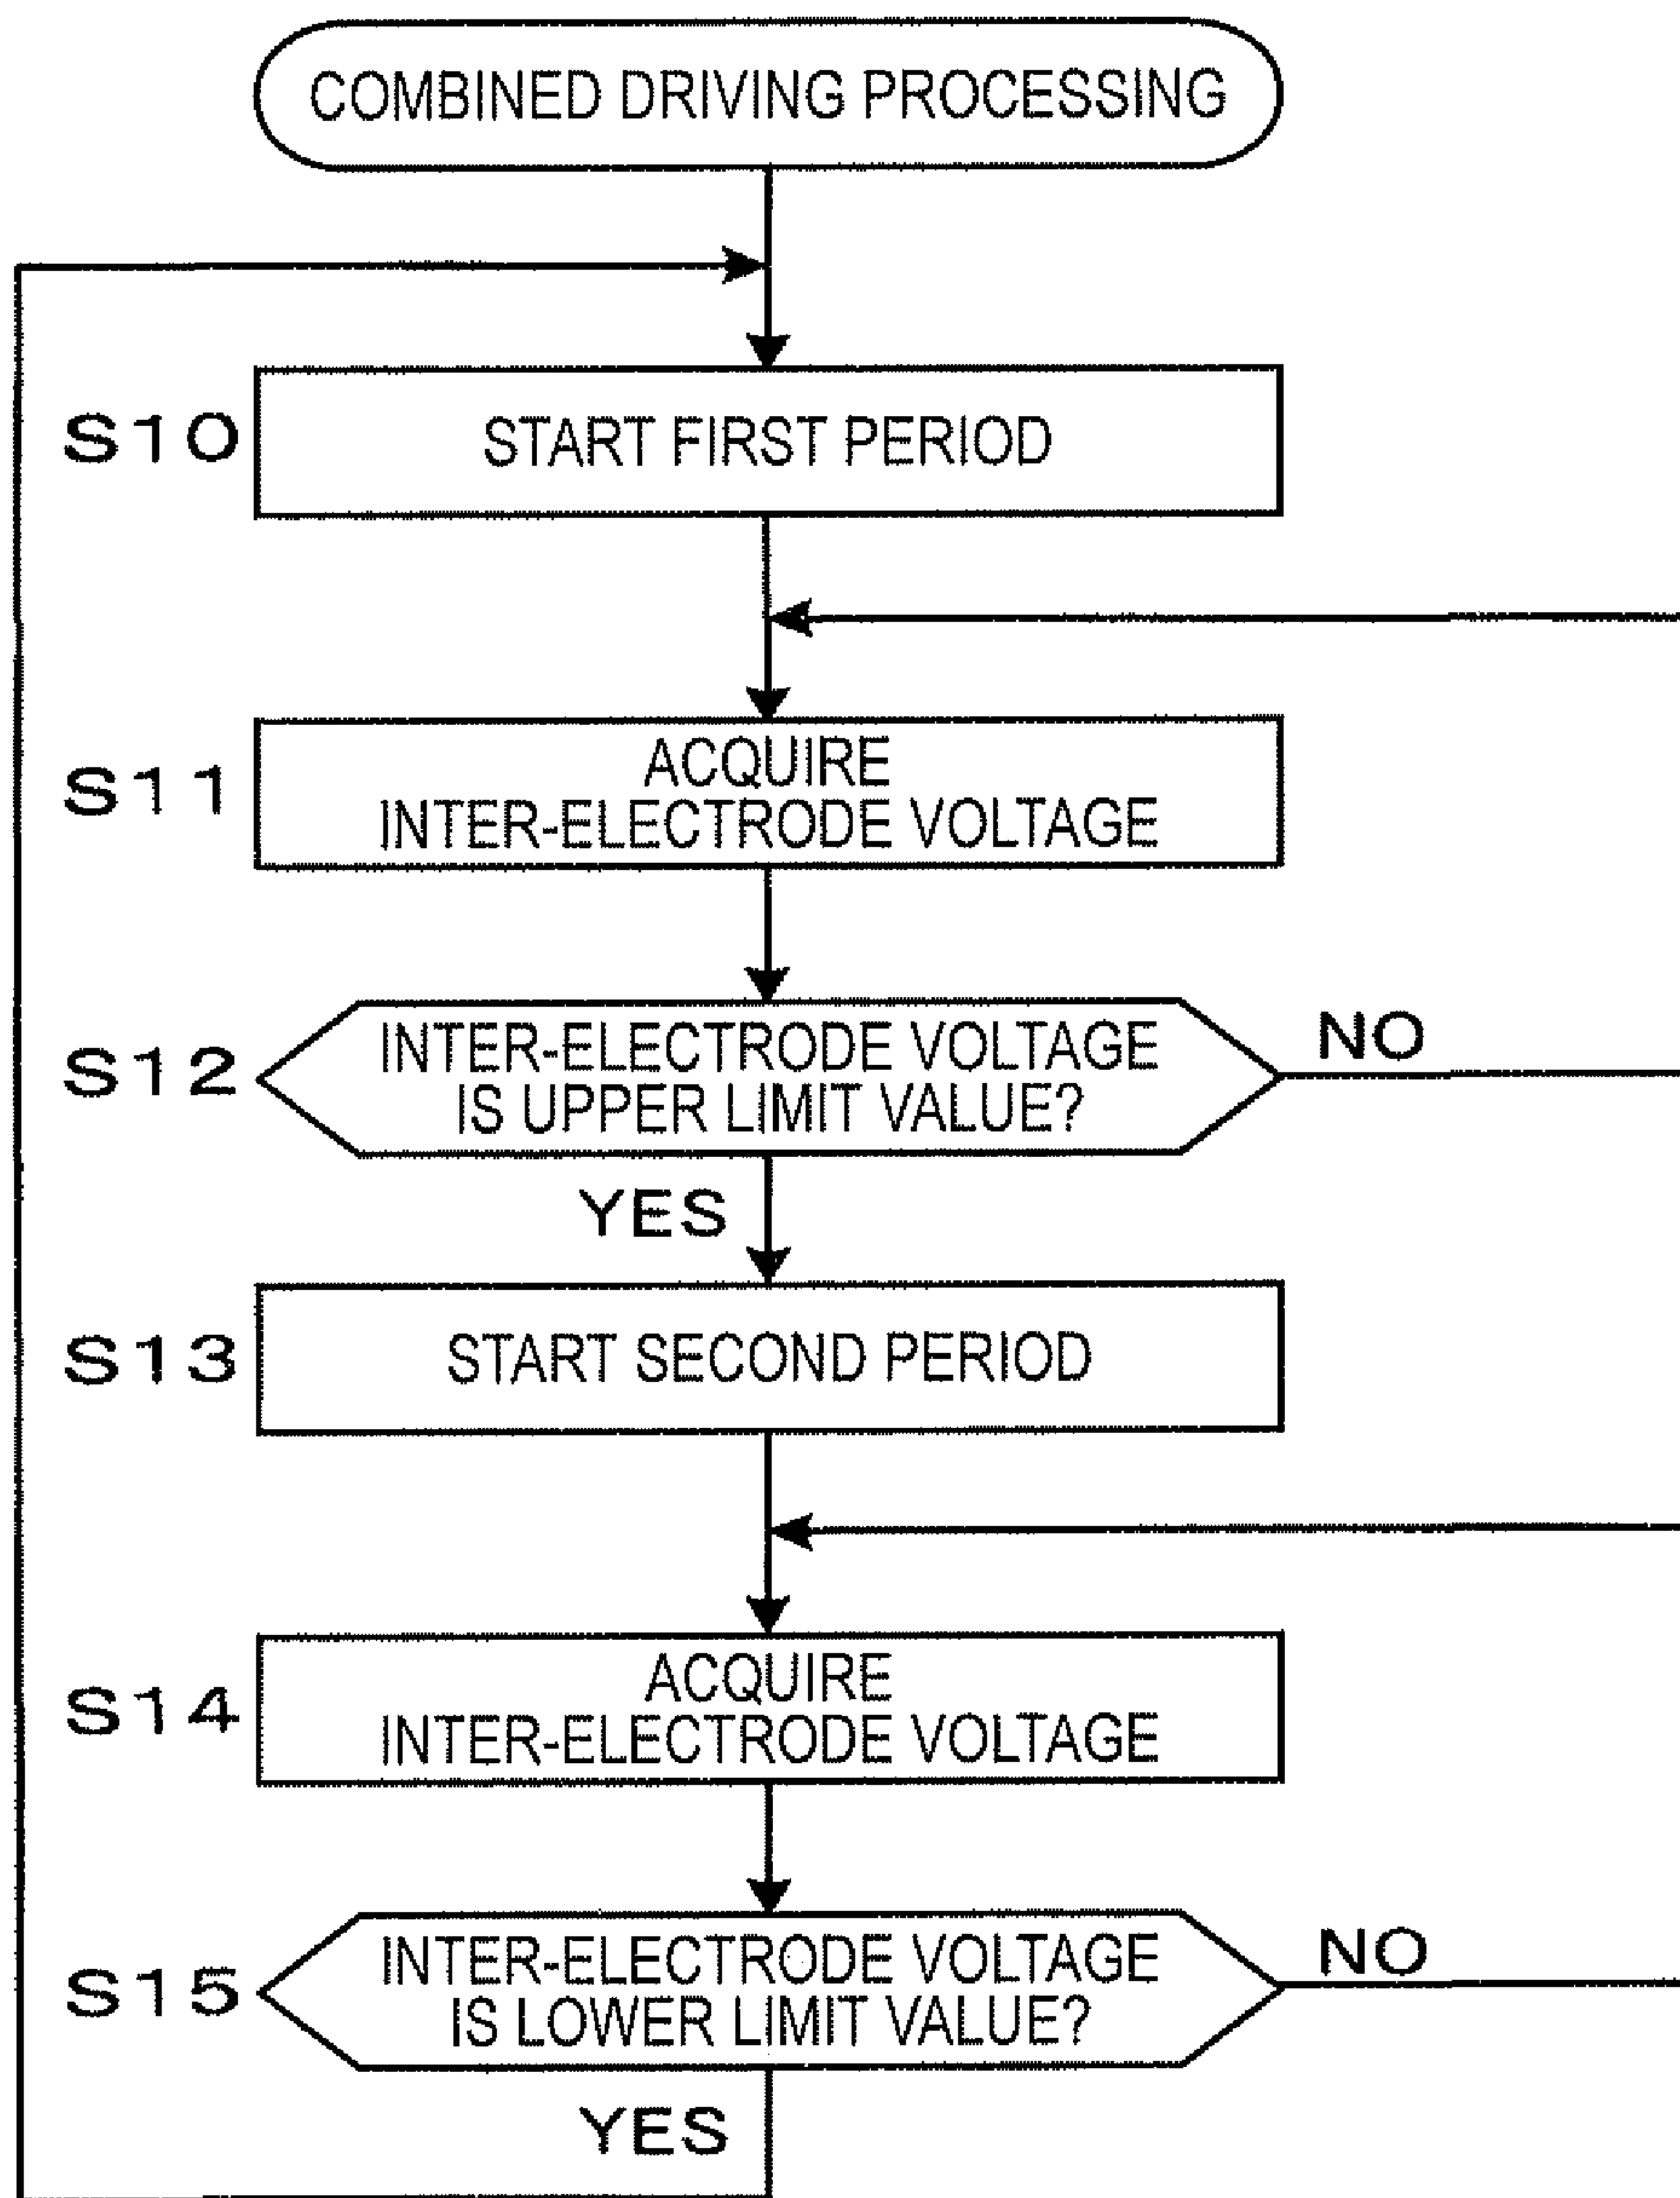 COMBINED DRIVING PROCESSING
S10
START FIRST PERIOD
S11
ACQUIRE
INTER-ELECTRODE VOLTAGE
S12
INTER-ELECTRODE VOLTAGE
IS UPPER LIMIT VALUE?
NO
YES
S13
START SECOND PERIOD
S14
ACQUIRE
INTER-ELECTRODE VOLTAGE
S15
INTER-ELECTRODE VOLTAGE
IS LOWER LIMIT VALUE?
NO
YES